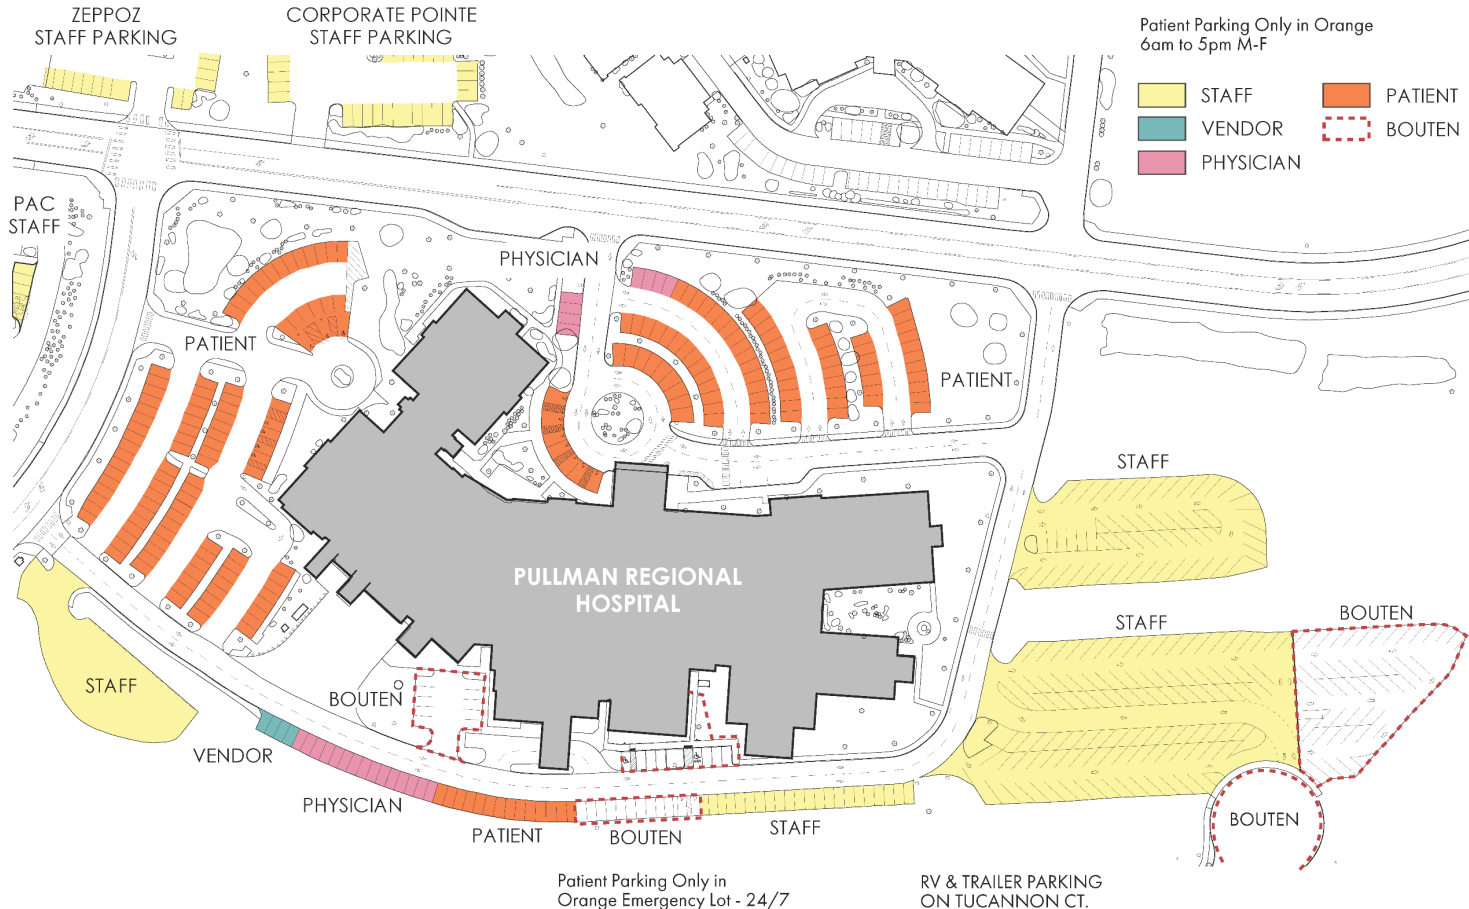 ZEPPOZ
STAFF PARKING
CORPORATE POINTE
STAFF PARKING
Patient Parking Only in Orange
6am to 5pm M-F
STAFF
PATIENT
VENDOR
BOUTEN
PHYSICIAN
PAC
STAFF
PHYSICIAN
PATIENT
PATIENT
STAFF
PULLMAN REGIONAL
HOSPITAL
STAFF
BOUTEN
STAFF
BOUTEN
VENDOR
PHYSICIAN
PATIENT
BOUTEN
STAFF
BOUTEN
Patient Parking Only in
Orange Emergency Lot - 24/7
RV & TRAILER PARKING
ON TUCANNON CT.